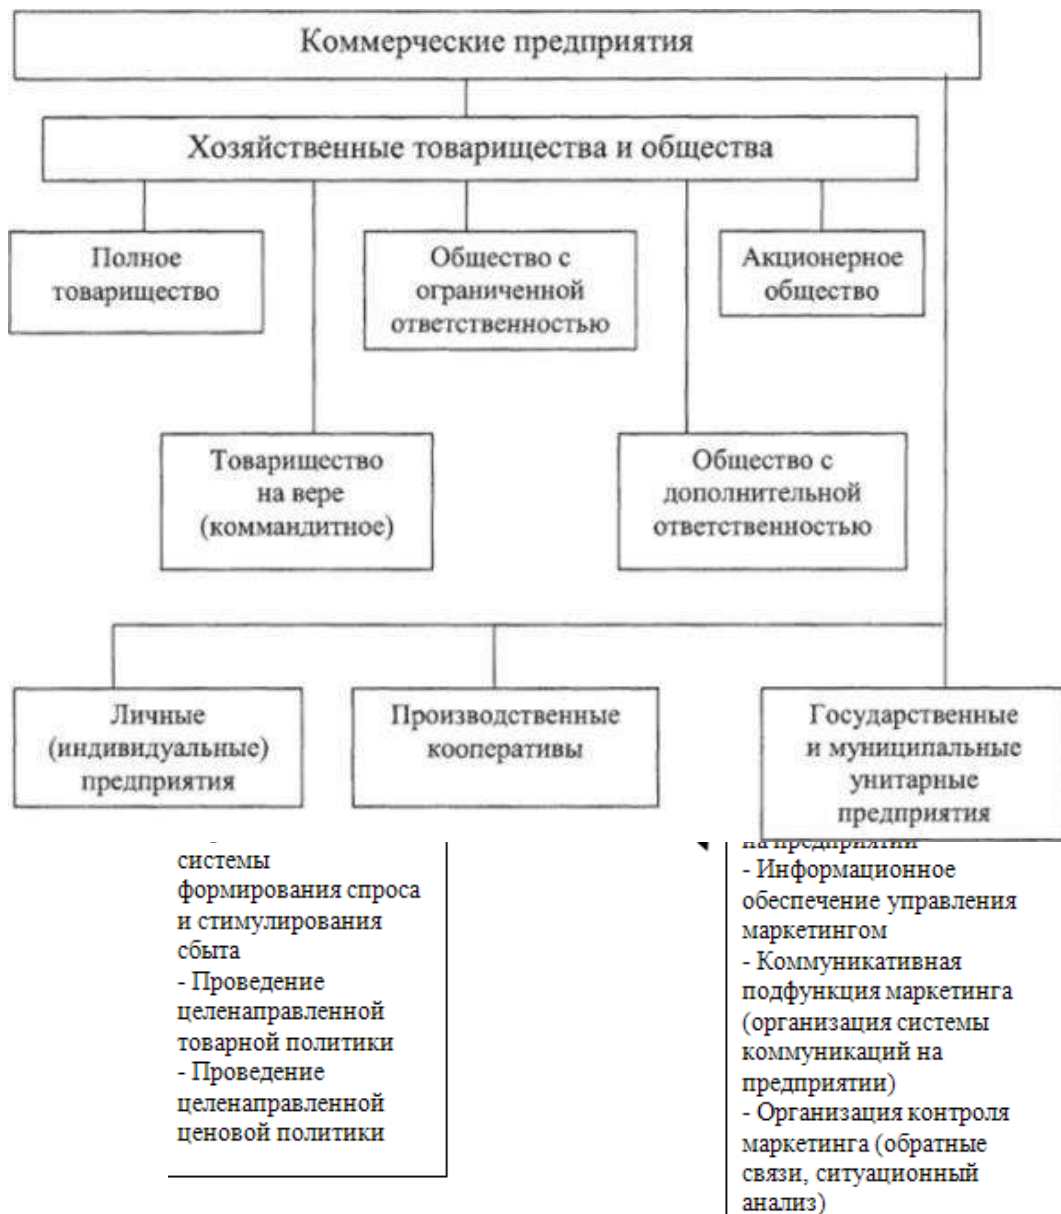 Коммерческие предприятия
Хозяйственные товарищества и общества
Полное
товарищество
Общество с
ограниченной
ответственностью
Акционерное
общество
Товарищество
на вере
(коммандитное)
Общество с
дополнительной
ответственностью
Личные
(индивидуальные)
предприятия
Производственные
кооперативы
Государственные
и муниципальные
унитарные
предприятия
системы
формирования спроса
и стимулирования
сбыта
- Проведение
целенаправленной
товарной политики
- Проведение
целенаправленной
ценовой политики
на предприятии
- Информационное
обеспечение управления
маркетингом
- Коммуникативная
подфункция маркетинга
(организация системы
коммуникаций на
предприятии)
- Организация контроля
маркетинга (обратные
связи, ситуационный
анализ)